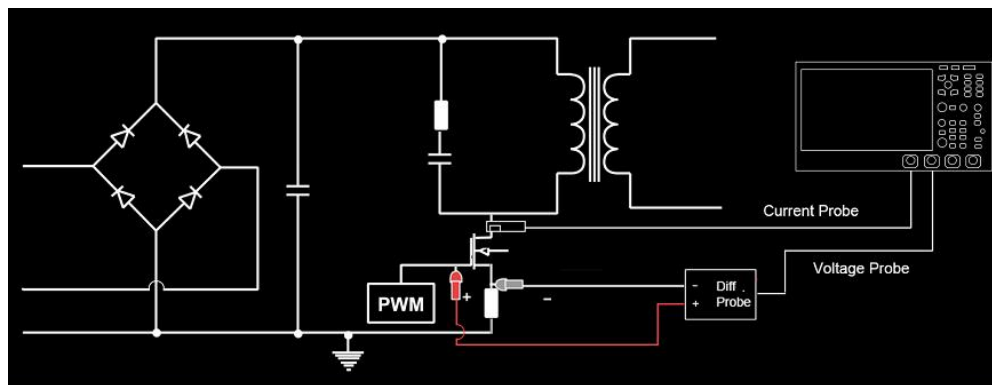 Current Probe
Voltage Probe
PWM
+
−
- Diff .
+ Probe